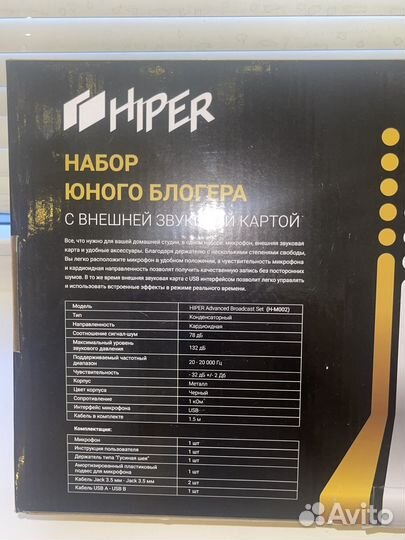 HIPER
НАБОР
ЮНОГО БЛОГЕРА
С ВНЕШНЕЙ ЗВУКОВОЙ КАРТОЙ
Все, что нужно для вашей домашней студии, в одном наборе: микрофон, внешняя звуковая
карта и удобные аксессуары. Благодаря держателю с несколькими степенями свободы,
Вы легко расположите микрофон в удобном положении, а чувствительность микрофона
и кардиоидная направленность позволит получить качественную запись без посторонних
шумов. В то же время внешняя звуковая карта с USB интерфейсом позволит легко управлять
и использовать встроенные эффекты в режиме реального времени.
Модель HIPER Advanced Broadcast Set (H-M002)
Тип Конденсаторный
Направленность Кардиоидная
Соотношение сигнал-шум 78 дБ
Максимальный уровень
звукового давления 132 дБ
Поддерживаемый частотный
диапазон 20 - 20 000 Гц
Чувствительность - 32 дБ +/- 2 Дб
Корпус Металл
Цвет корпуса Черный
Сопротивление 1 кОм
Интерфейс микрофона USB
Кабель в комплекте 1.5 м
Комплектация:
Микрофон 1 шт
Инструкция пользователя 1 шт
Держатель типа "Гусиная шея" 1 шт
Амортизированный пластиковый
подвес для микрофона 1 шт
Кабель Jack 3.5 мм - Jack 3.5 мм 2 шт
Кабель USB A - USB B 1 шт
Avito